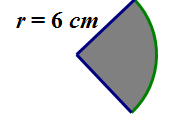 r = 6 cm